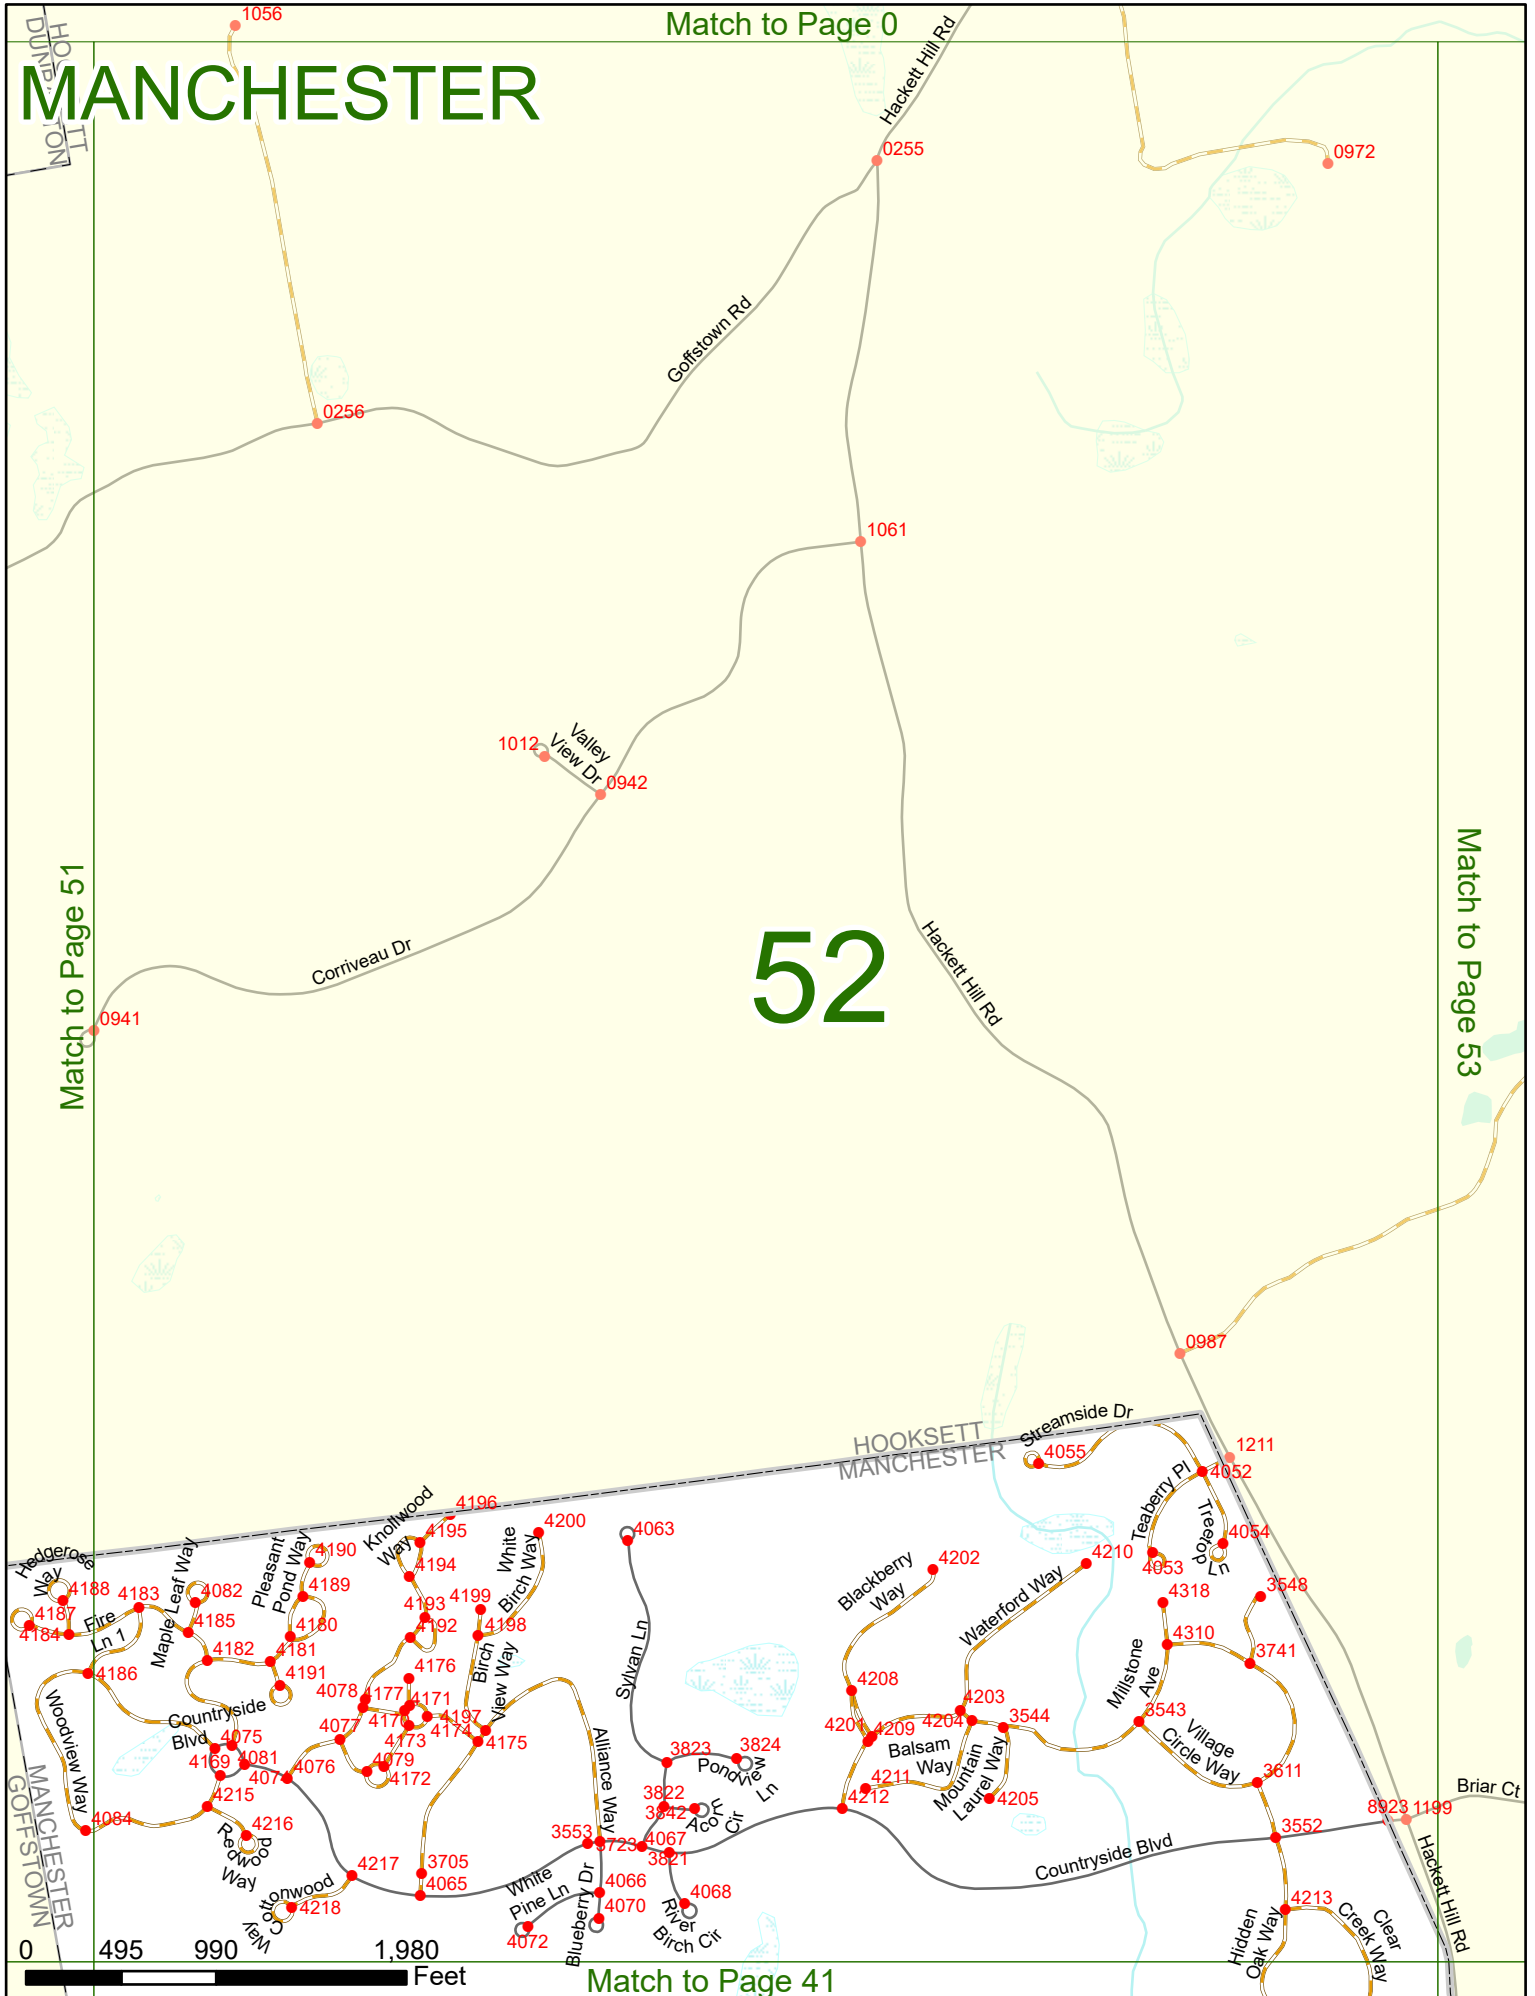 1056
Match to Page 0
Hackett Hill Rd
MANCHESTER
DUNBARTON
0255
0972
Goffstown Rd
0256
1061
1012
Valley
View Dr
0942
Match to Page 51
Match to Page 53
52
Corriveau Dr
Hackett Hill Rd
0941
0987
Streamside Dr
HOOKSETT
MANCHESTER
4055
1211
4052
Teaberry Pl
Treetop
Ln
4054
4053
4196
Knollwood
Way
4195
4194
White
Birch Way
4200
4063
Hedgerose
Way
4188
4187
4184
4183
Fire
Ln 1
Maple Leaf Way
4082
4185
Pleasant
Pond Way
4190
4189
4180
4193
4192
4199
4198
Blackberry
Way
4202
Waterford Way
4210
4318
3548
4310
3741
4182
4181
4191
4186
4176
Birch
View Way
Sylvan Ln
4208
Millstone
Ave
4078
4177
4171
4170
4197
4174
4173
4175
4203
4204
3544
3543
4201
4209
Woodview Way
Countryside
Blvd
4075
4169
4081
4074
4076
4077
4079
4172
Alliance Way
3823
3824
Pondview
Ln
Balsam
Way
4211
4212
Mountain
Laurel Way
4205
Village
Circle Way
3611
Briar Ct
MANCHESTER
GOFFSTOWN
4215
4084
4216
Redwood
Way
3822
3842
Acorn
Cir
3553
3723
4067
3821
Countryside Blvd
3552
8923
1199
Hackett Hill Rd
4217
3705
4065
Cottonwood
Way
4218
White
Pine Ln
4066
4070
4072
Blueberry Dr
4068
River
Birch Cir
4213
Hidden
Oak Way
Clear
Creek Way
0 495 990 1,980
Feet
Match to Page 41